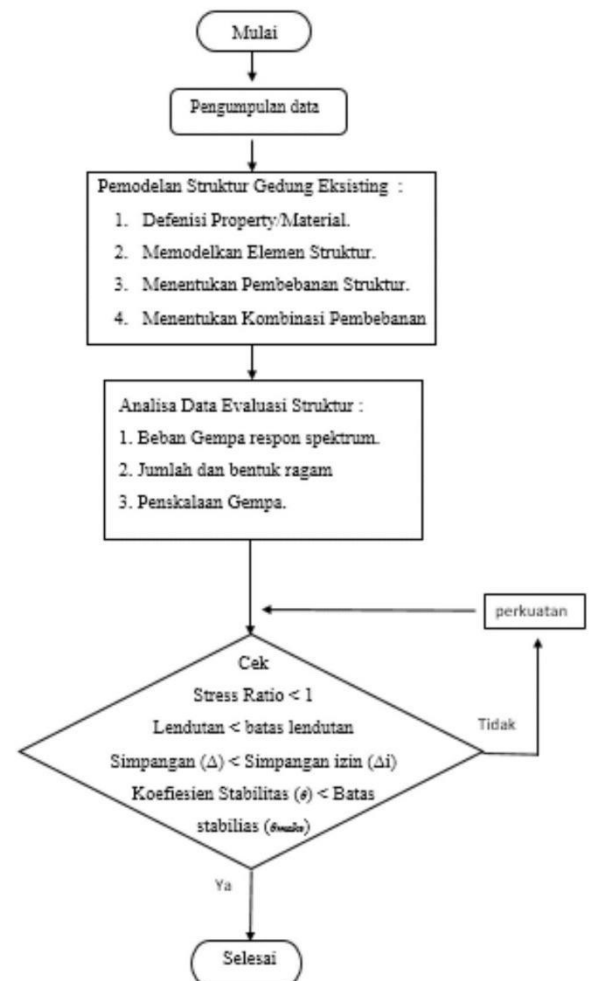 Mulai
Pengumpulan data
Pemodelan Struktur Gedung Eksisting :
1. Defenisi Property/Material.
2. Memodelkan Elemen Struktur.
3. Menentukan Pembebanan Struktur.
4. Menentukan Kombinasi Pembebanan
Analisa Data Evaluasi Struktur :
1. Beban Gempa respon spektrum.
2. Jumlah dan bentuk ragam
3. Penskalaan Gempa.
perkuatan
Cek
Stress Ratio < 1
Lendutan < batas lendutan
Tidak
Simpangan (Δ) < Simpangan izin (Δi)
Koefiesien Stabilitas (θ) < Batas
stabilias (θmaks)
Ya
Selesai